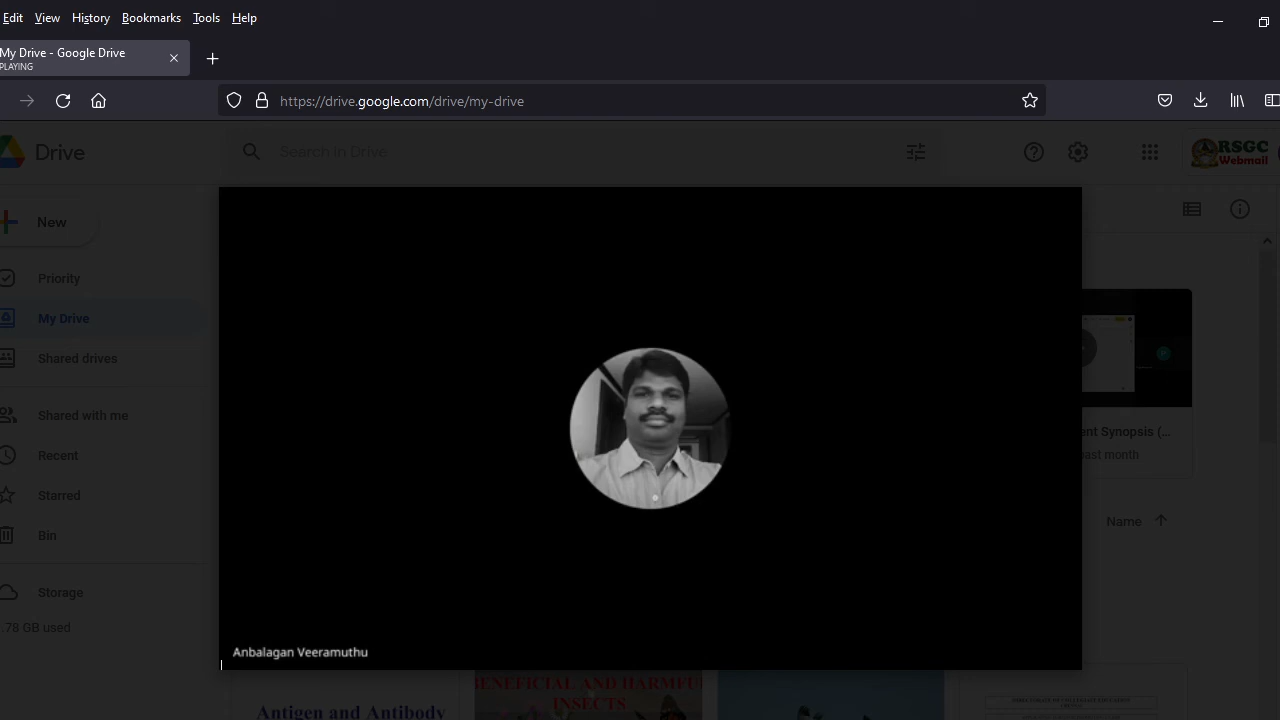 Edit View History Bookmarks Tools Help
My Drive - Google Drive
PLAYING
https://drive.google.com/drive/my-drive
Drive
Search in Drive
RSGC
Webmail
New
Priority
My Drive
Shared drives
Shared with me
Recent
Starred
Bin
Storage
.78 GB used
ent Synopsis (...
ast month
Name
Anbalagan Veeramuthu
Antigen and Antibody
BENEFICIAL AND HARMFUL
INSECTS